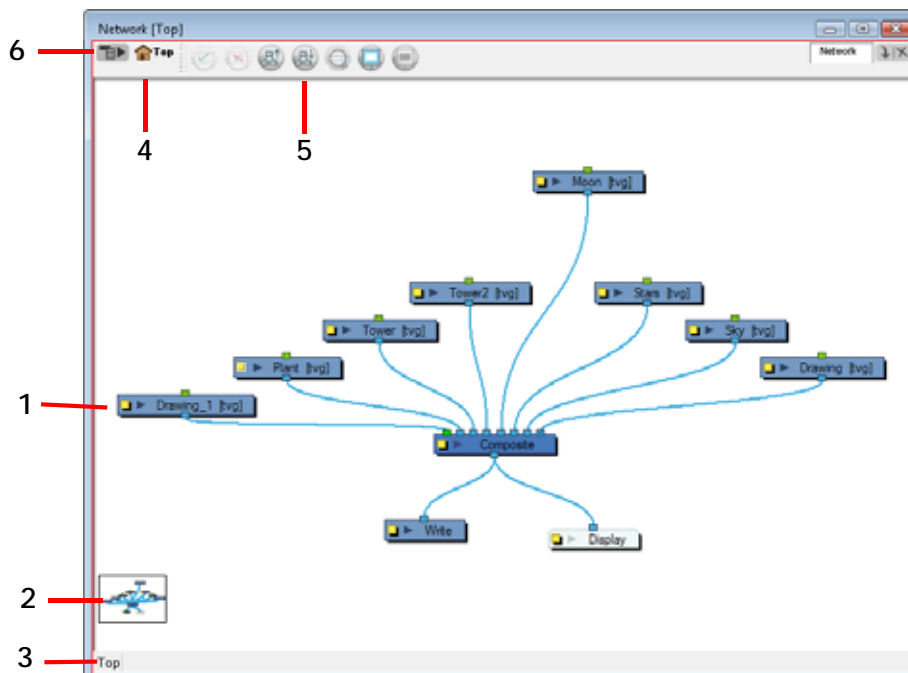 Network [Top]
6
Top
Network
4
5
Moon [tvg]
Tower2 [tvg]
Stars [tvg]
Tower [tvg]
Sky [tvg]
Plant [tvg]
Drawing [tvg]
1
Drawing_1 [tvg]
Composite
Write
Display
2
3
Top